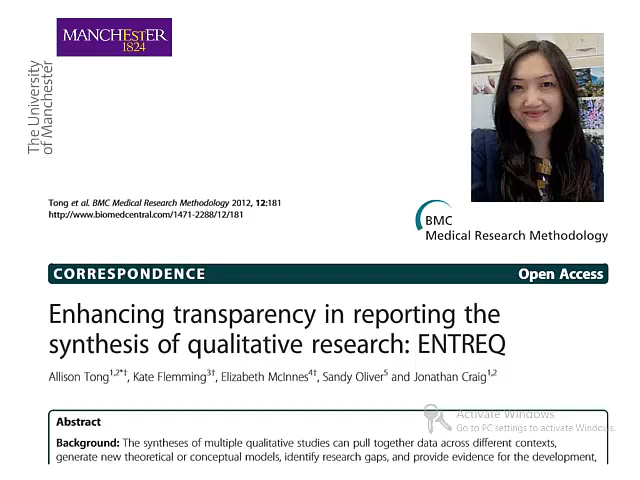 MANCHESTER
1824
The University
of Manchester
Tong et al. BMC Medical Research Methodology 2012, 12:181
http://www.biomedcentral.com/1471-2288/12/181
BMC
Medical Research Methodology
CORRESPONDENCE Open Access
Enhancing transparency in reporting the
synthesis of qualitative research: ENTREQ
Allison Tong1,2*†, Kate Flemming3†, Elizabeth McInnes4†, Sandy Oliver5 and Jonathan Craig1,2
Abstract
Background: The syntheses of multiple qualitative studies can pull together data across different contexts,
generate new theoretical or conceptual models, identify research gaps, and provide evidence for the development,
Activate Windows
Go to PC settings to activate Windows.